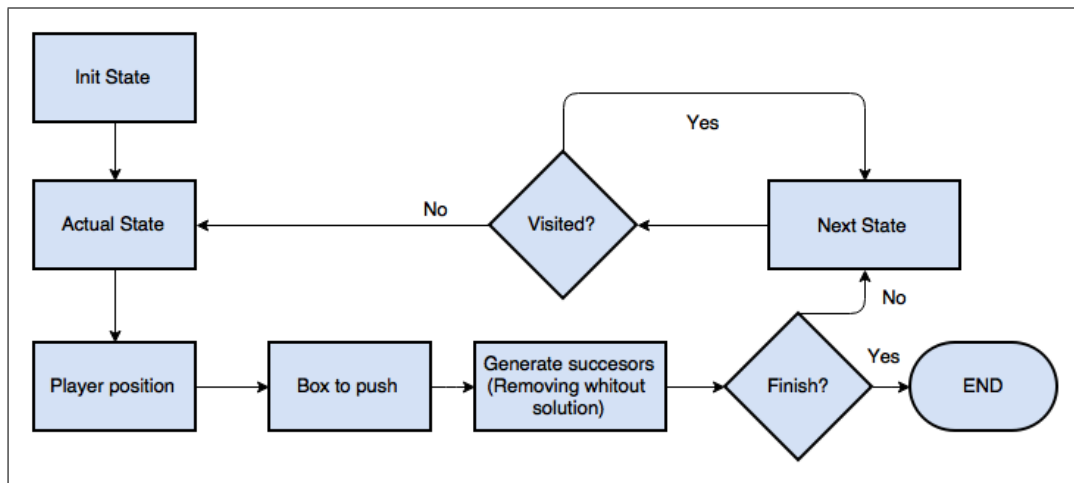 Init State
Yes
Actual State
No
Visited?
Next State
No
Player position
Box to push
Generate succesors
(Removing whitout
solution)
Finish?
Yes
END